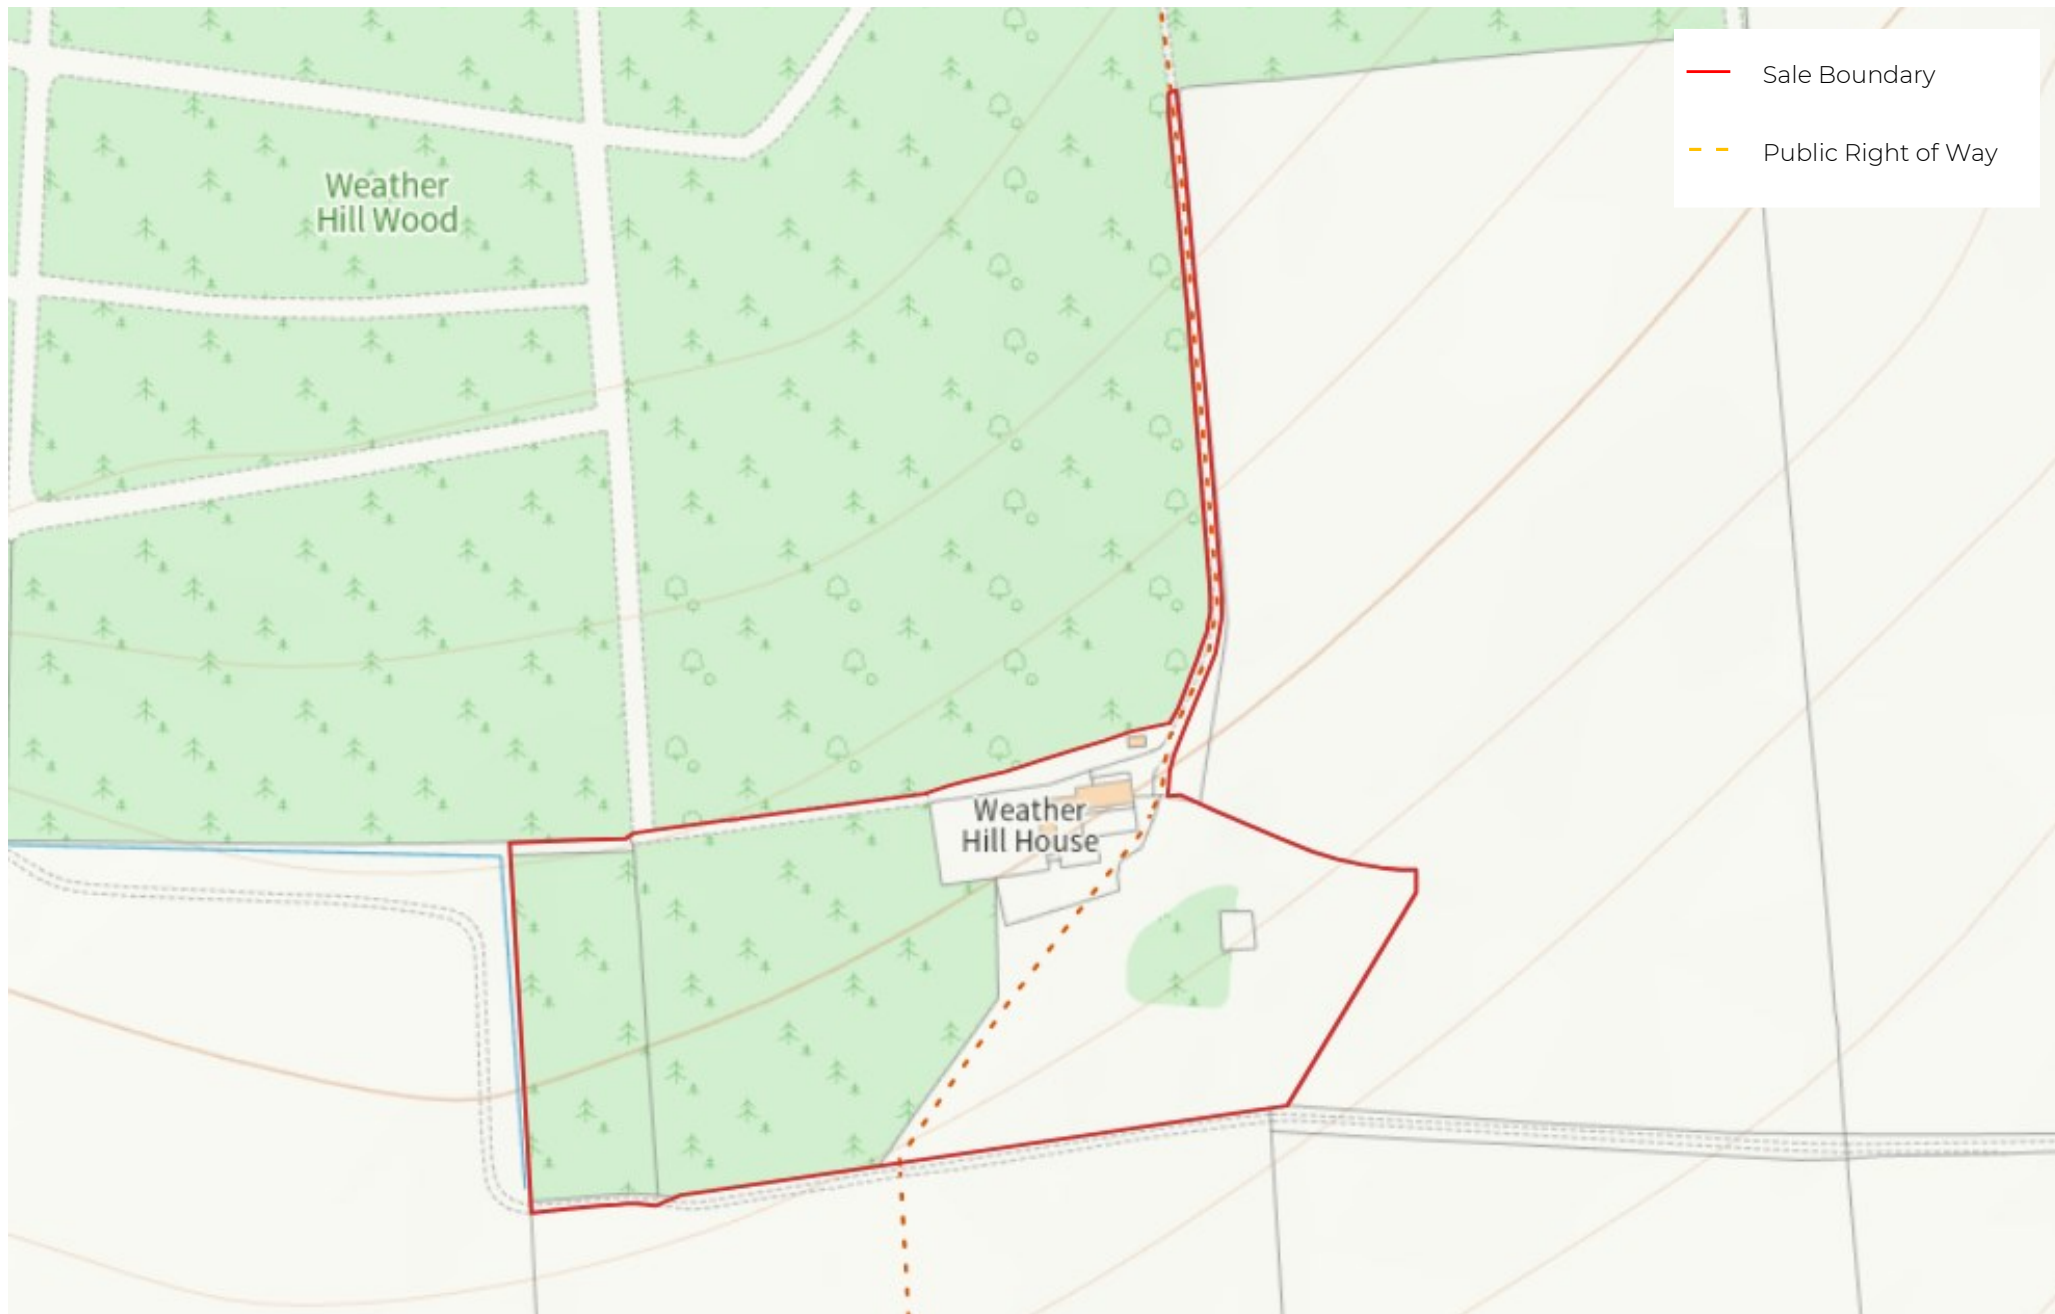 Sale Boundary
Public Right of Way
Weather
Hill Wood
Weather
Hill House